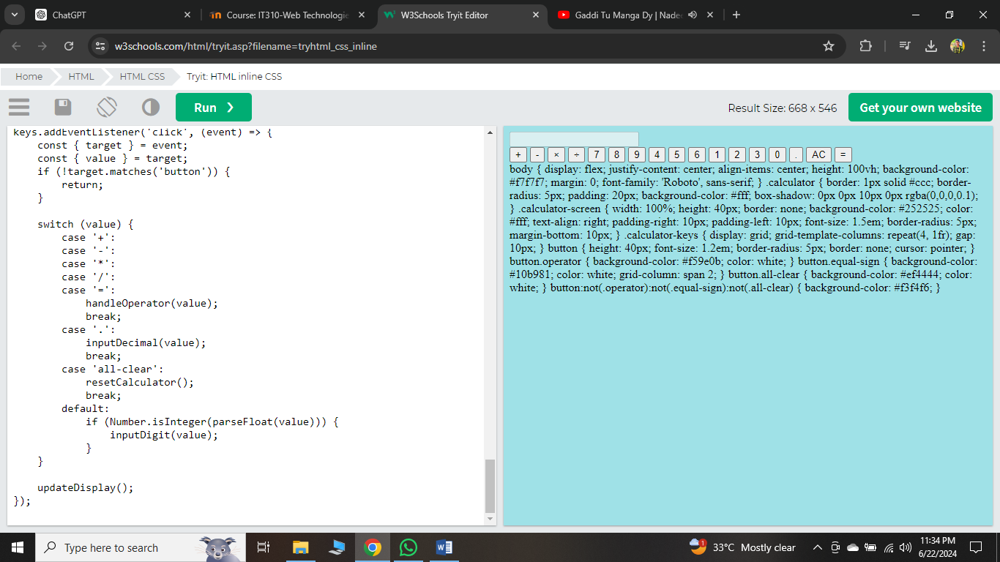 ChatGPT
Course: IT310-Web Technologie
W3Schools Tryit Editor
Gaddi Tu Manga Dy | Nade
w3schools.com/html/tryit.asp?filename=tryhtml_css_inline
Home
HTML
HTML CSS
Tryit: HTML inline CSS
Run ❯
Result Size: 668 x 546
Get your own website
keys.addEventListener('click', (event) => {
    const { target } = event;
    const { value } = target;
    if (!target.matches('button')) {
        return;
    }

    switch (value) {
        case '+':
        case '-':
        case '*':
        case '/':
        case '=':
            handleOperator(value);
            break;
        case '.':
            inputDecimal(value);
            break;
        case 'all-clear':
            resetCalculator();
            break;
        default:
            if (Number.isInteger(parseFloat(value))) {
                inputDigit(value);
            }
    }

    updateDisplay();
});
+ - × ÷ 7 8 9 4 5 6 1 2 3 0 . AC =
body { display: flex; justify-content: center; align-items: center; height: 100vh; background-color:
#f7f7f7; margin: 0; font-family: 'Roboto', sans-serif; } .calculator { border: 1px solid #ccc; border-
radius: 5px; padding: 20px; background-color: #fff; box-shadow: 0px 0px 10px 0px rgba(0,0,0,0.1);
} .calculator-screen { width: 100%; height: 40px; border: none; background-color: #252525; color:
#fff; text-align: right; padding-right: 10px; padding-left: 10px; font-size: 1.5em; border-radius: 5px;
margin-bottom: 10px; } .calculator-keys { display: grid; grid-template-columns: repeat(4, 1fr); gap:
10px; } button { height: 40px; font-size: 1.2em; border-radius: 5px; border: none; cursor: pointer; }
button.operator { background-color: #f59e0b; color: white; } button.equal-sign { background-color:
#10b981; color: white; grid-column: span 2; } button.all-clear { background-color: #ef4444; color:
white; } button:not(.operator):not(.equal-sign):not(.all-clear) { background-color: #f3f4f6; }
Type here to search
1
33°C Mostly clear
11:34 PM
6/22/2024